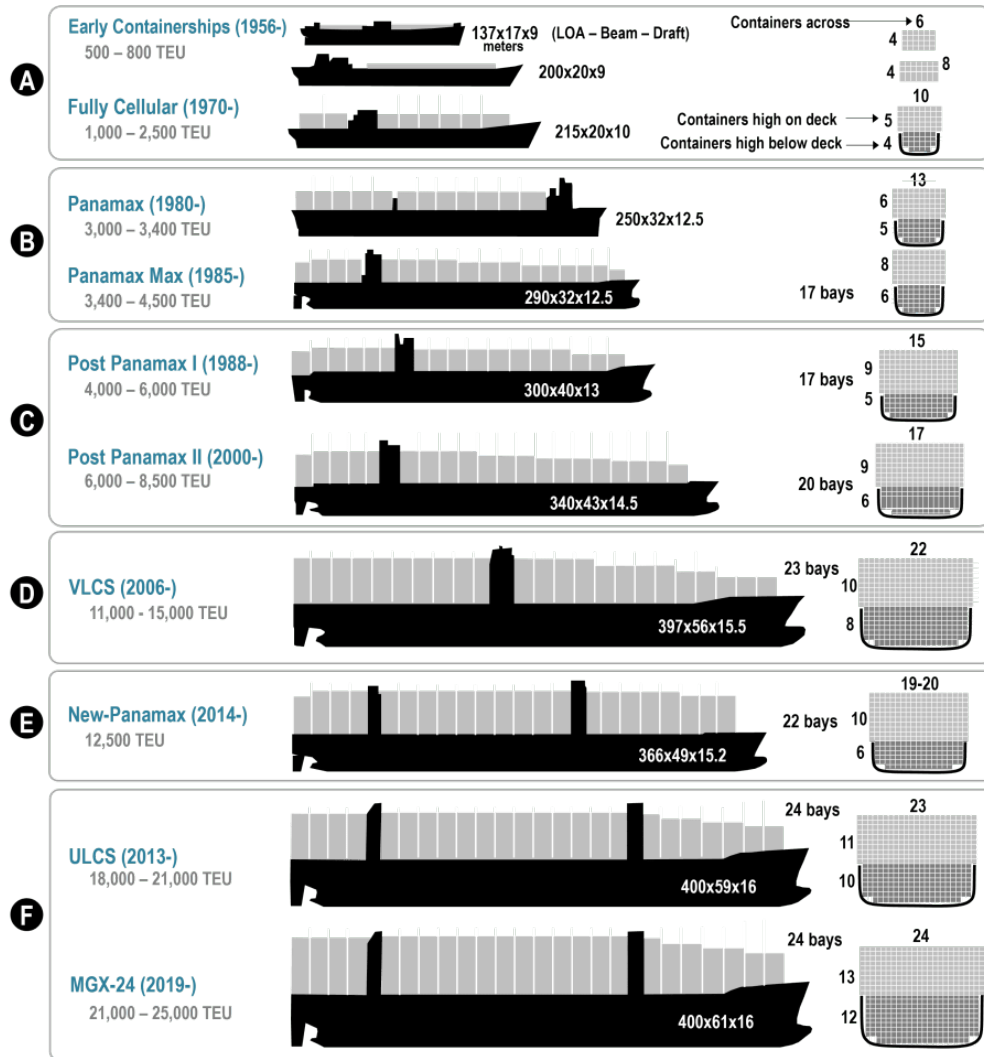 A
Early Containerships (1956-)
500 – 800 TEU
137x17x9
meters
(LOA – Beam – Draft)
200x20x9
Containers across
6
4
4
8
Fully Cellular (1970-)
1,000 – 2,500 TEU
215x20x10
10
Containers high on deck
5
Containers high below deck
4
B
Panamax (1980-)
3,000 – 3,400 TEU
250x32x12.5
13
6
5
Panamax Max (1985-)
3,400 – 4,500 TEU
290x32x12.5
17 bays
8
6
C
Post Panamax I (1988-)
4,000 – 6,000 TEU
300x40x13
17 bays
15
9
5
Post Panamax II (2000-)
6,000 – 8,500 TEU
340x43x14.5
20 bays
17
9
6
D
VLCS (2006-)
11,000 - 15,000 TEU
397x56x15.5
23 bays
22
10
8
E
New-Panamax (2014-)
12,500 TEU
366x49x15.2
22 bays
19-20
10
6
F
ULCS (2013-)
18,000 – 21,000 TEU
400x59x16
24 bays
23
11
10
MGX-24 (2019-)
21,000 – 25,000 TEU
400x61x16
24 bays
24
13
12